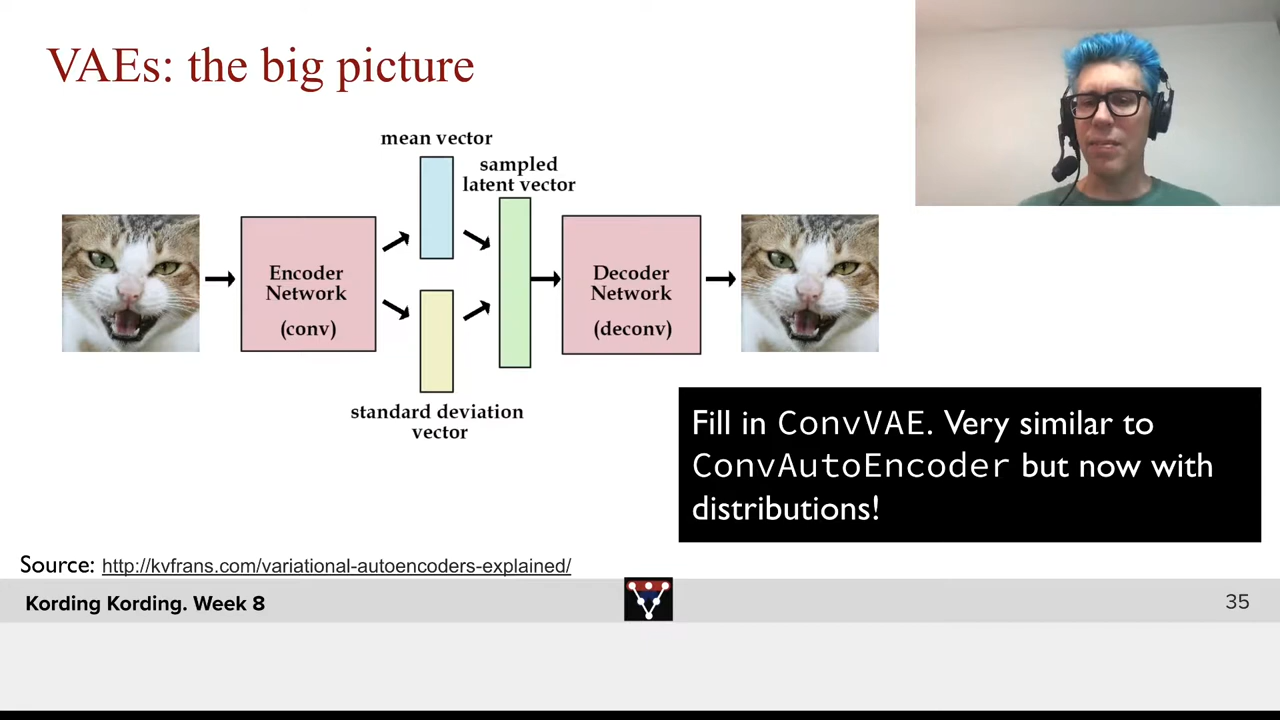 VAEs: the big picture
mean vector
sampled
latent vector
Encoder
Network
(conv)
Decoder
Network
(deconv)
standard deviation
vector
Fill in ConvVAE. Very similar to
ConvAutoEncoder but now with
distributions!
Source: http://kvfrans.com/variational-autoencoders-explained/
Kording Kording. Week 8
35